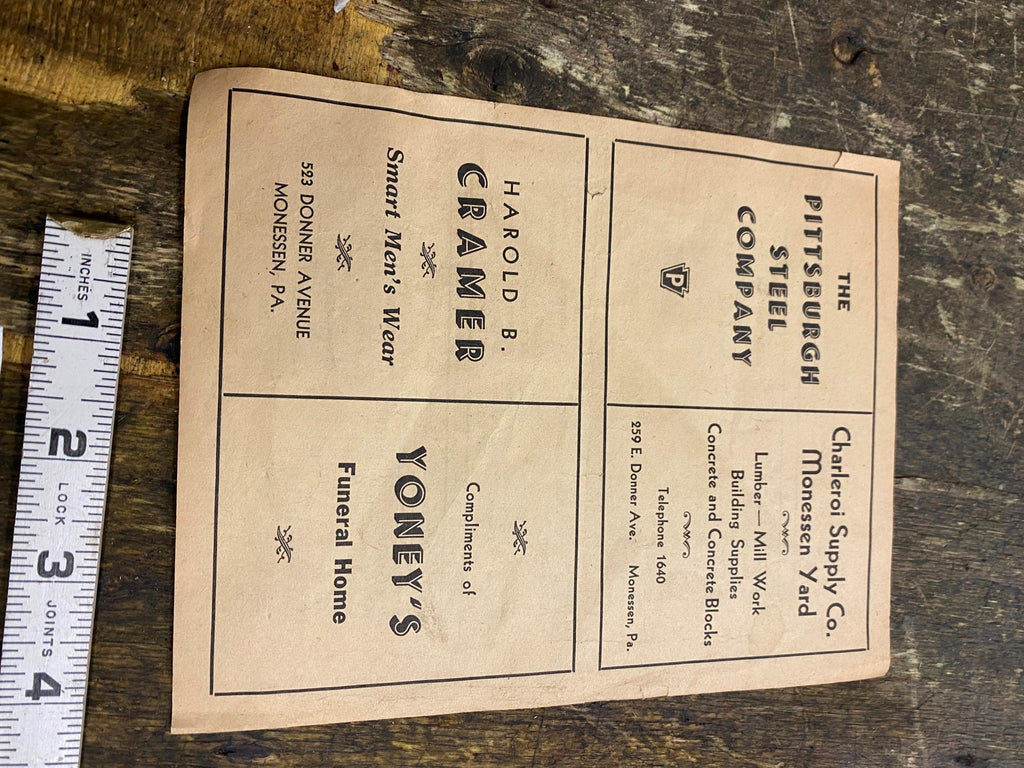 THE
PITTSBURGH
STEEL
COMPANY
P
Charleroi Supply Co.
Monessen Yard
Lumber — Mill Work
Building Supplies
Concrete and Concrete Blocks
Telephone 1640
259 E. Donner Ave. Monessen, Pa.
HAROLD B.
CRAMER
Smart Men's Wear
523 DONNER AVENUE
MONESSEN, PA.
Compliments of
YONEY'S
Funeral Home
INCHES 1 2 LOCK 3 JOINTS 4